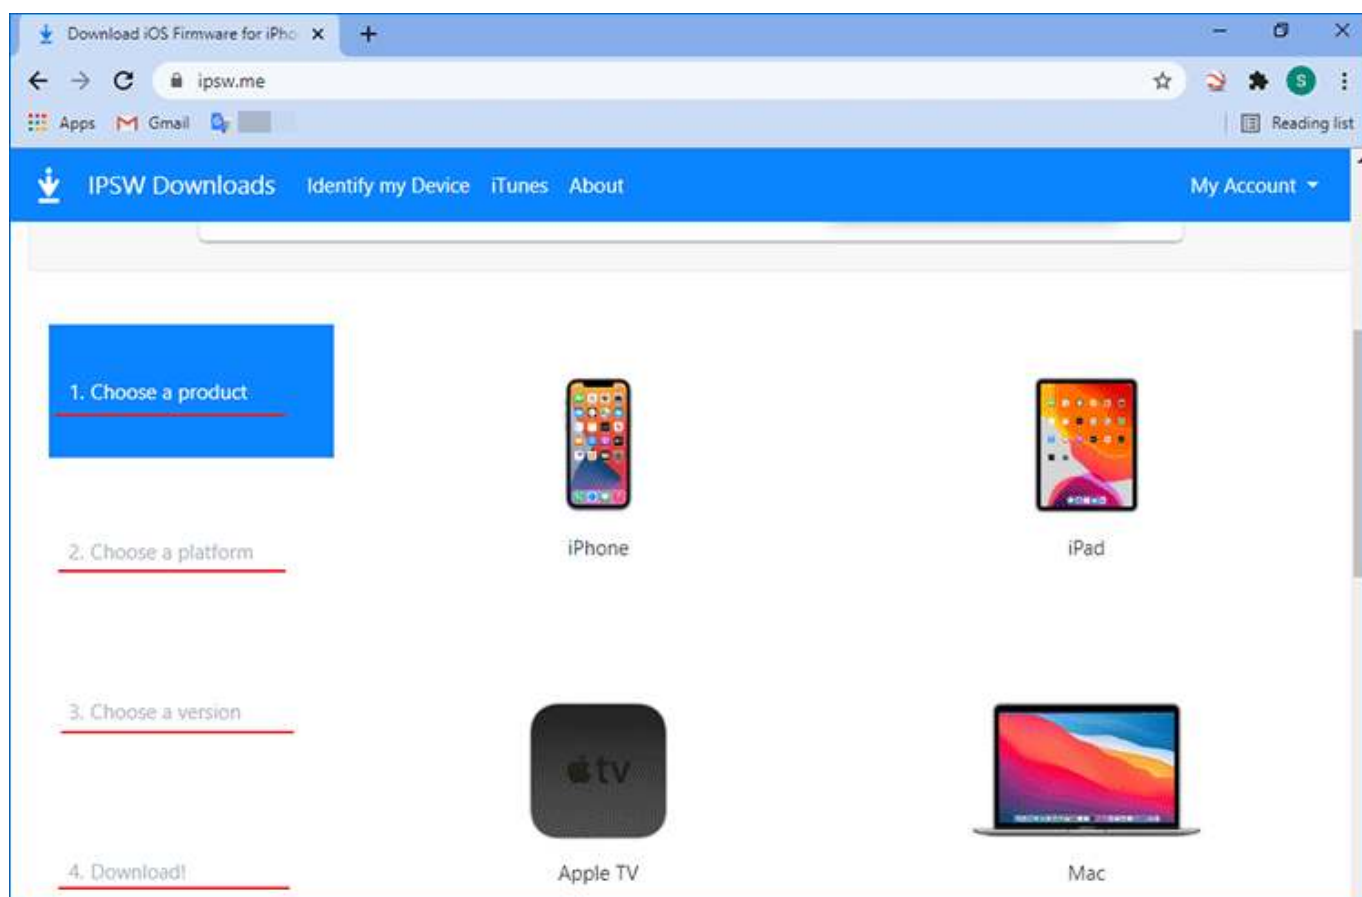 Download iOS Firmware for iPho
ipsw.me
Apps Gmail Reading list
IPSW Downloads Identify my Device iTunes About My Account
1. Choose a product
iPhone iPad
2. Choose a platform
3. Choose a version
tv
Apple TV Mac
4. Download!
S